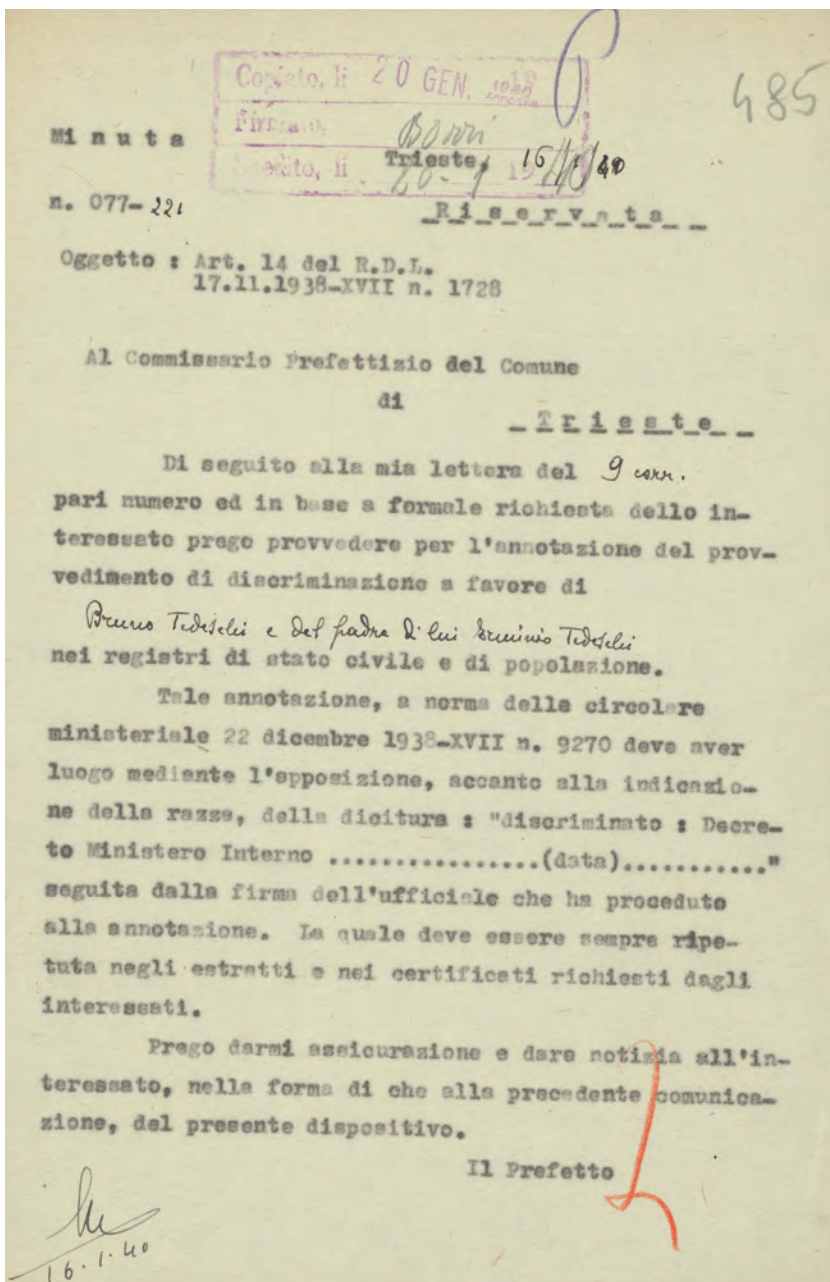 Copiato, li 20 GEN. 1940
485
Firmato, Borri
Minuta
Trieste, 16/1/40
Spedito, li 20-1 19
n. 077-221
Riservata
Oggetto : Art. 14 del R.D.L.
17.11.1938-XVII n. 1728
Al Commissario Prefettizio del Comune
di
Trieste
Di seguito alla mia lettera del 9 corr.
pari numero ed in base a formale richiesta dello in-
teressato prego provvedere per l'annotazione del prov-
vedimento di discriminazione a favore di
Bruno Tedeschi e del padre di lui Erminio Tedeschi
nei registri di stato civile e di popolazione.
Tale annotazione, a norma della circolare
ministeriale 22 dicembre 1938-XVII n. 9270 deve aver
luogo mediante l'apposizione, accanto alla indicazio-
ne della razza, della dicitura : "discriminato : Decre-
to Ministero Interno .................(data)............"
seguita dalla firma dell'ufficiale che ha proceduto
alla annotazione. La quale deve essere sempre ripe-
tuta negli estratti e nei certificati richiesti dagli
interessati.
Prego darmi assicurazione e dare notizia all'in-
teressato, nella forma di che alla precedente comunica-
zione, del presente dispositivo.
Il Prefetto
16.1.40